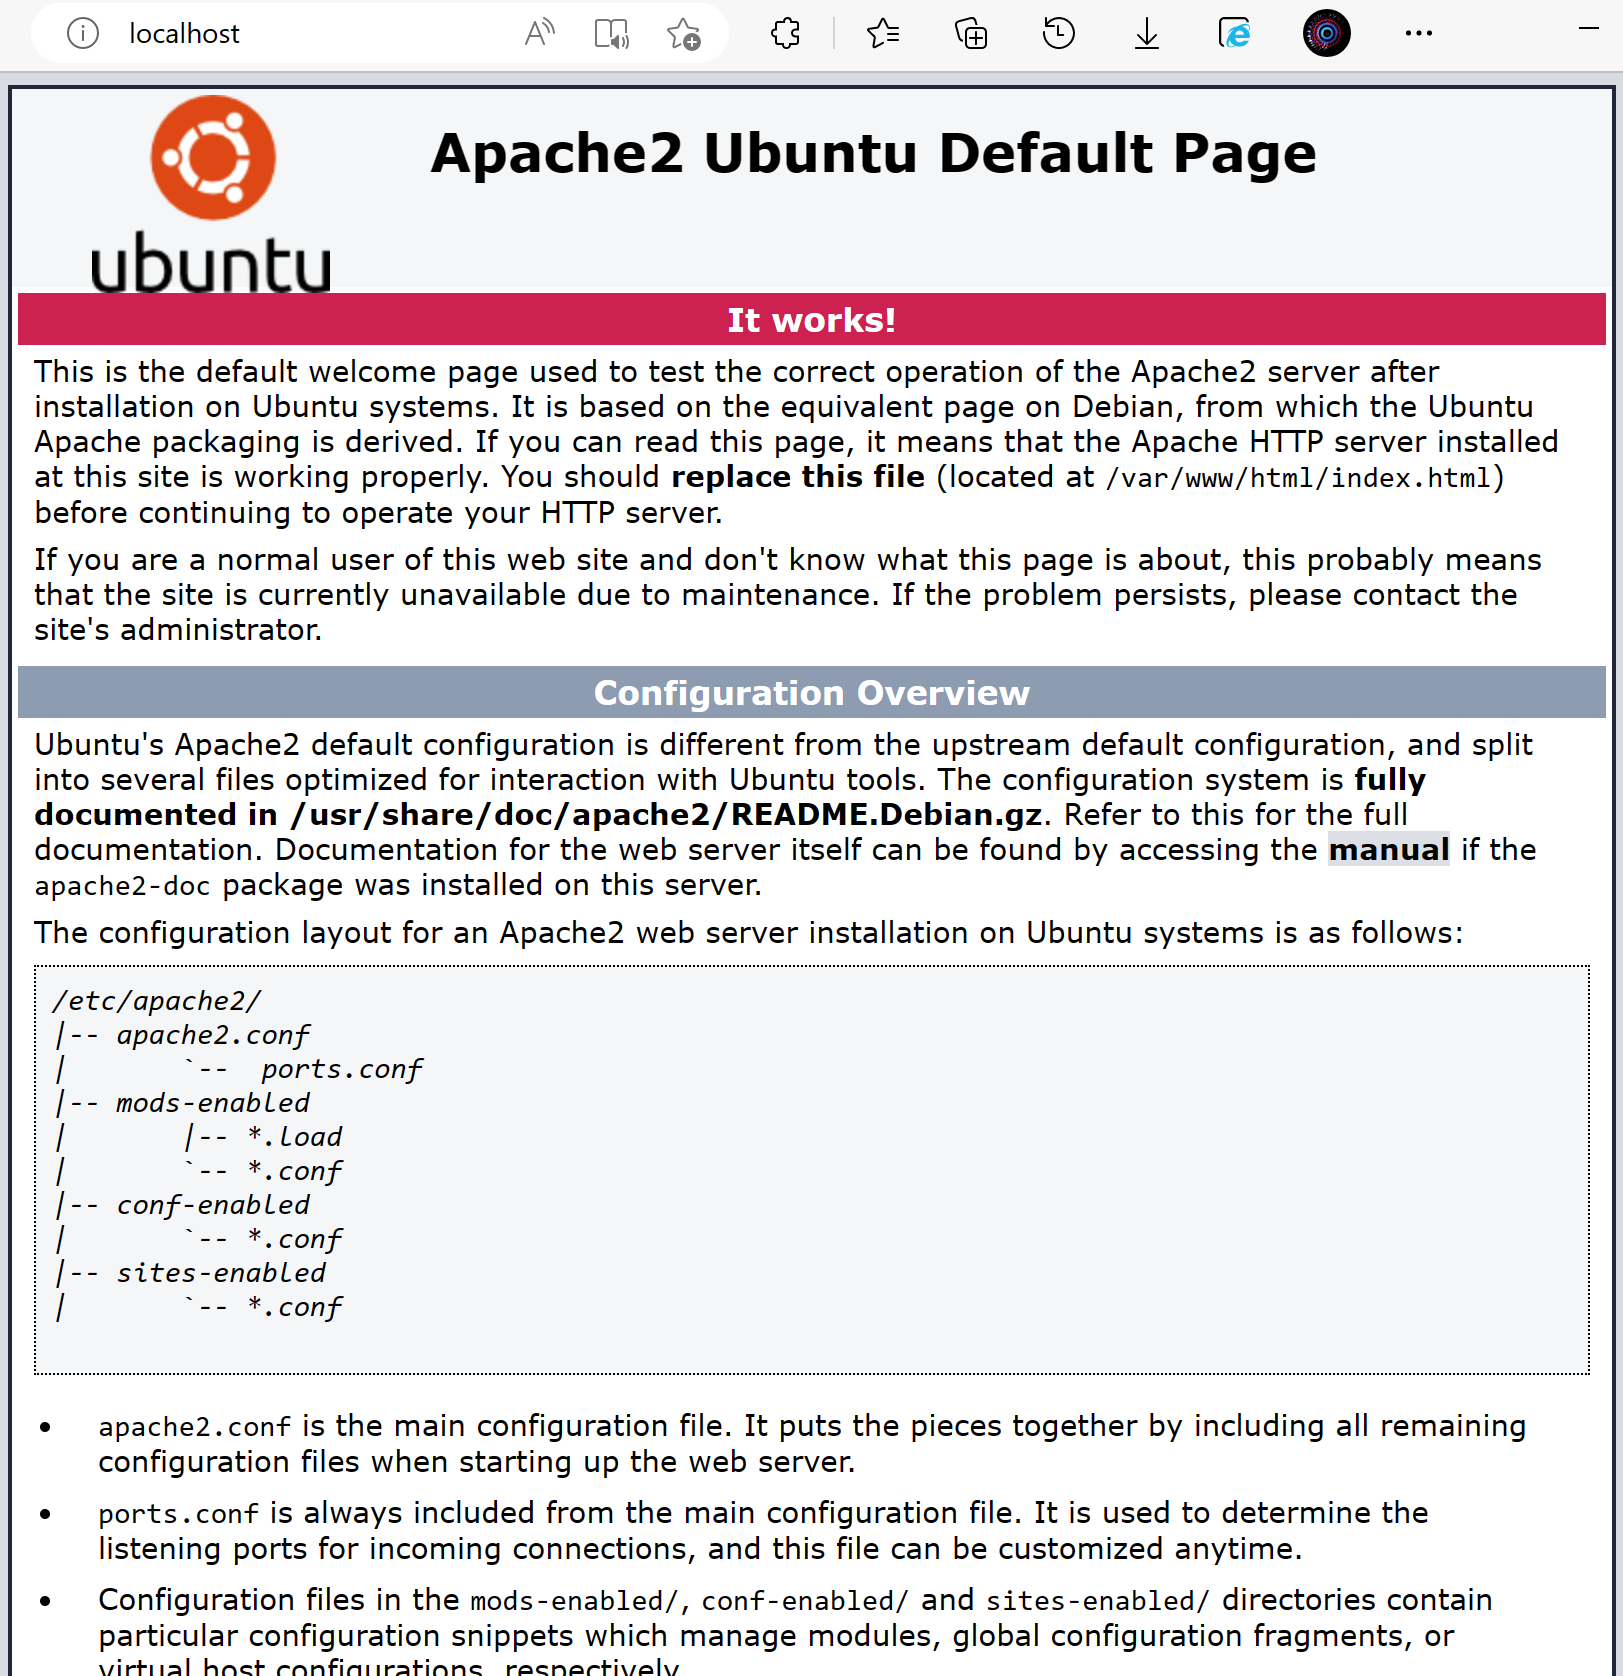 localhost
Apache2 Ubuntu Default Page
ubuntu
It works!
This is the default welcome page used to test the correct operation of the Apache2 server after
installation on Ubuntu systems. It is based on the equivalent page on Debian, from which the Ubuntu
Apache packaging is derived. If you can read this page, it means that the Apache HTTP server installed
at this site is working properly. You should replace this file (located at /var/www/html/index.html)
before continuing to operate your HTTP server.
If you are a normal user of this web site and don't know what this page is about, this probably means
that the site is currently unavailable due to maintenance. If the problem persists, please contact the
site's administrator.
Configuration Overview
Ubuntu's Apache2 default configuration is different from the upstream default configuration, and split
into several files optimized for interaction with Ubuntu tools. The configuration system is fully
documented in /usr/share/doc/apache2/README.Debian.gz. Refer to this for the full
documentation. Documentation for the web server itself can be found by accessing the manual if the
apache2-doc package was installed on this server.
The configuration layout for an Apache2 web server installation on Ubuntu systems is as follows:
/etc/apache2/
|-- apache2.conf
|       `--  ports.conf
|-- mods-enabled
|       |-- *.load
|       `-- *.conf
|-- conf-enabled
|       `-- *.conf
|-- sites-enabled
|       `-- *.conf
• apache2.conf is the main configuration file. It puts the pieces together by including all remaining
configuration files when starting up the web server.
• ports.conf is always included from the main configuration file. It is used to determine the
listening ports for incoming connections, and this file can be customized anytime.
• Configuration files in the mods-enabled/, conf-enabled/ and sites-enabled/ directories contain
particular configuration snippets which manage modules, global configuration fragments, or
virtual host configurations, respectively.